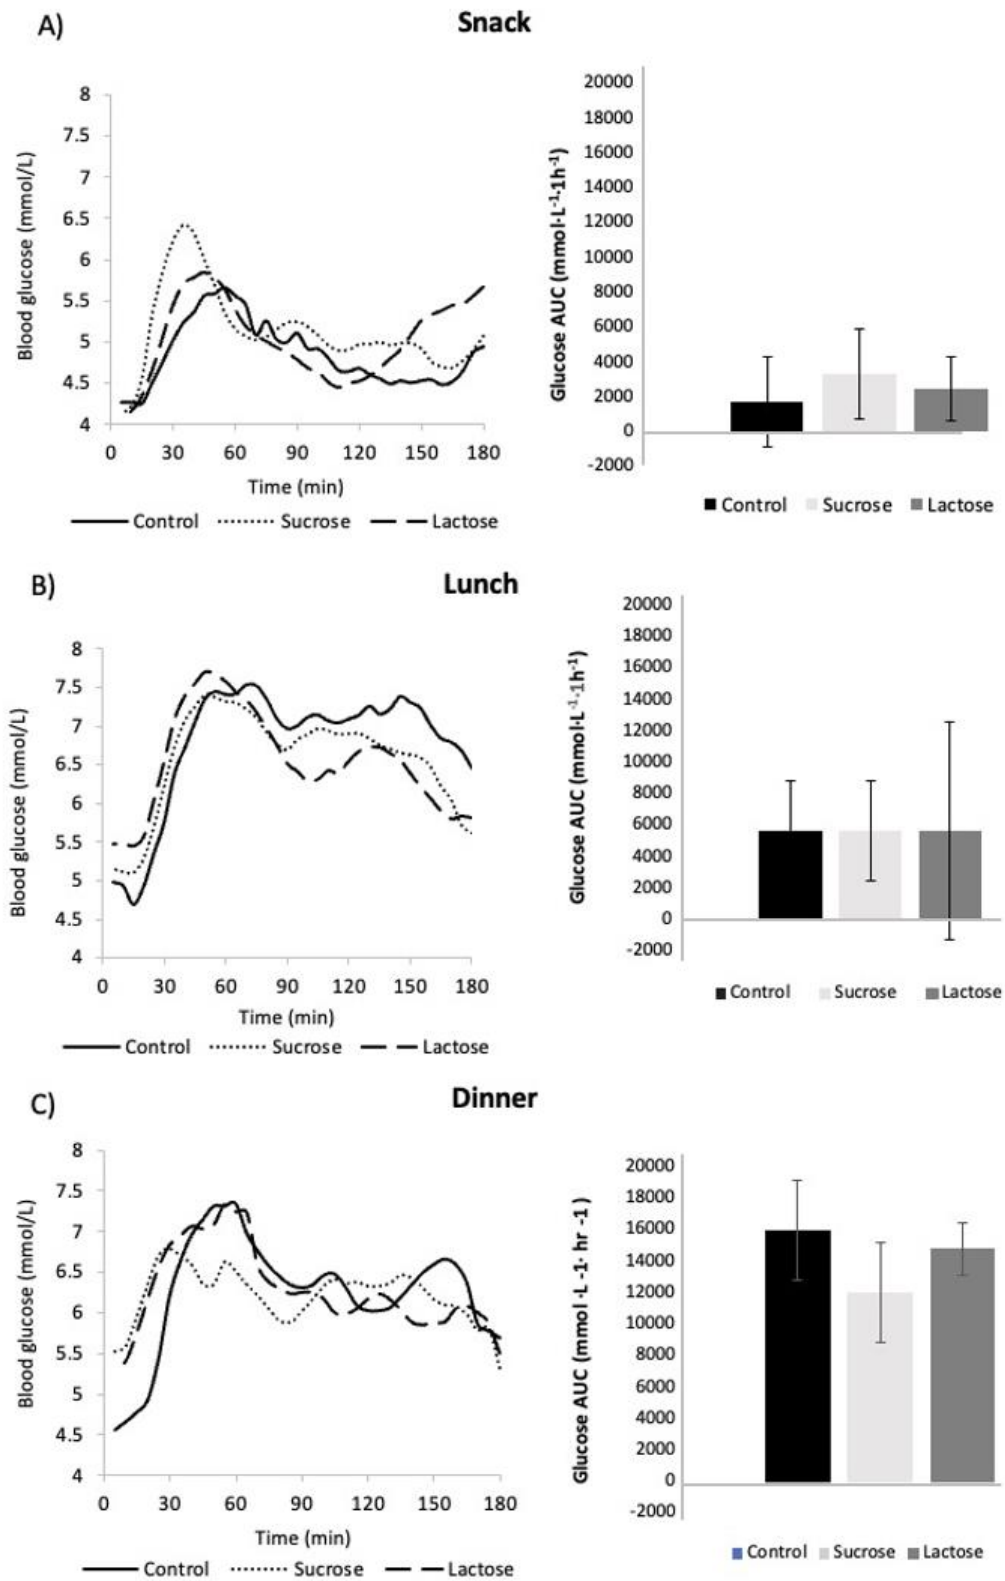 A)
Snack
Blood glucose (mmol/L)
8
7.5
7
6.5
6
5.5
5
4.5
4
0 30 60 90 120 150 180
Time (min)
Control Sucrose Lactose
Glucose AUC (mmol·L⁻¹·1h⁻¹)
20000
18000
16000
14000
12000
10000
8000
6000
4000
2000
0
-2000
Control Sucrose Lactose
B)
Lunch
Blood glucose (mmol/L)
8
7.5
7
6.5
6
5.5
5
4.5
4
0 30 60 90 120 150 180
Time (min)
Control Sucrose Lactose
Glucose AUC (mmol·L⁻¹·1h⁻¹)
20000
18000
16000
14000
12000
10000
8000
6000
4000
2000
0
-2000
Control Sucrose Lactose
C)
Dinner
Blood glucose (mmol/L)
8
7.5
7
6.5
6
5.5
5
4.5
4
0 30 60 90 120 150 180
Time (min)
Control Sucrose Lactose
Glucose AUC (mmol ·L -1· hr -1 )
20000
18000
16000
14000
12000
10000
8000
6000
4000
2000
0
-2000
Control Sucrose Lactose